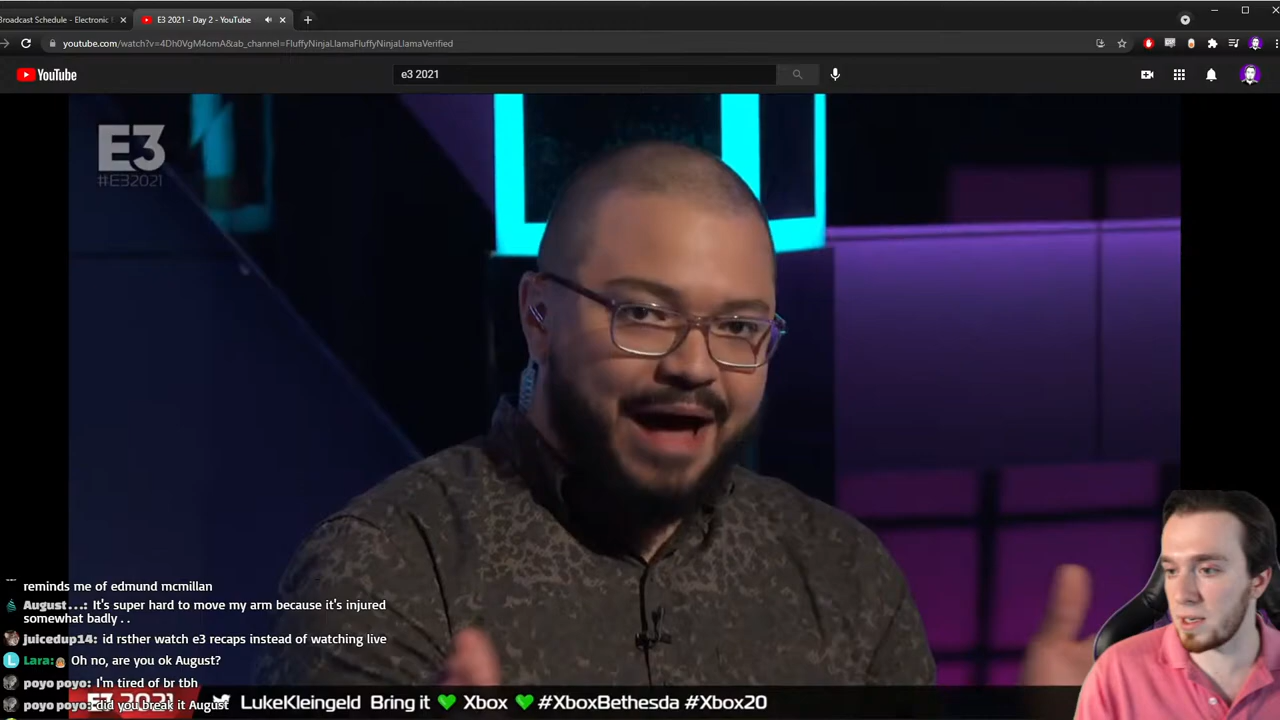 Broadcast Schedule - Electronic
E3 2021 - Day 2 - YouTube
youtube.com/watch?v=4Dh0VgM4omA&ab_channel=FluffyNinjaLlamaFluffyNinjaLlamaVerified
YouTube
e3 2021
E3
#E32021
reminds me of edmund mcmillan
August...: It's super hard to move my arm because it's injured
somewhat badly . .
juicedup14: id rsther watch e3 recaps instead of watching live
L Lara: Oh no, are you ok August?
poyo poyo: I'm tired of br tbh
poyo poyo: did you break it August
E3 2021
LukeKleingeld Bring it 💚 Xbox 💚 #XboxBethesda #Xbox20